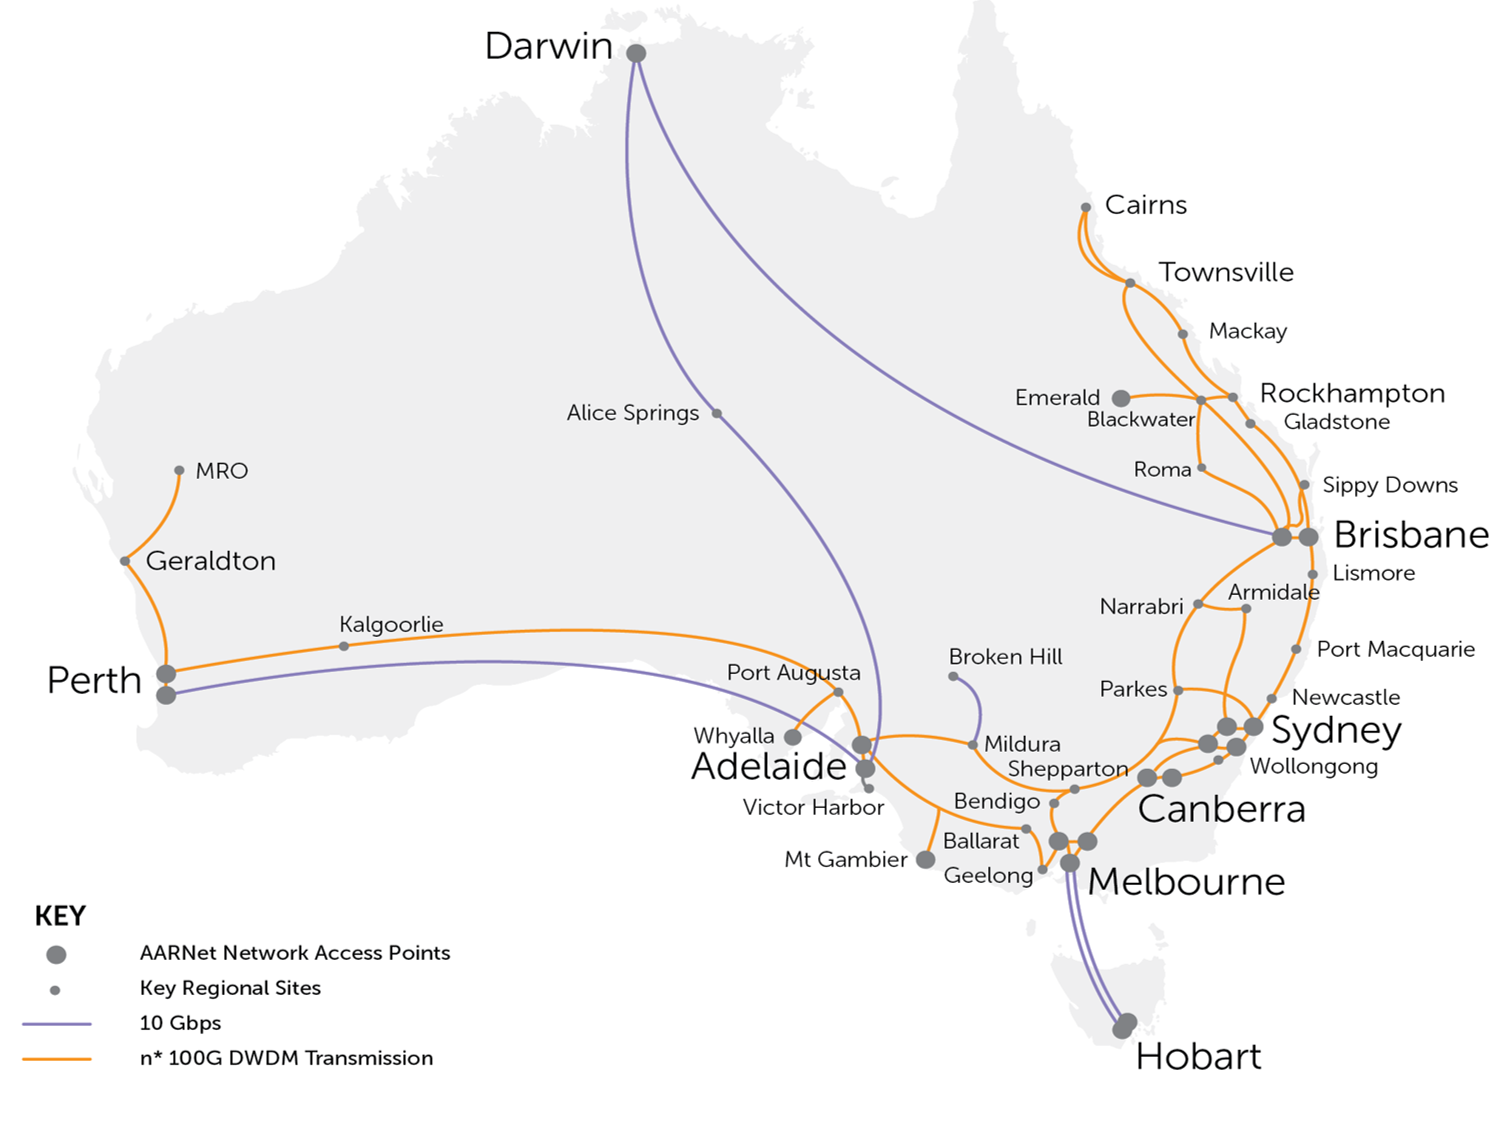 Darwin
Cairns
Townsville
Mackay
Emerald
Rockhampton
Blackwater
Gladstone
Alice Springs
Roma
MRO
Sippy Downs
Brisbane
Geraldton
Lismore
Armidale
Narrabri
Kalgoorlie
Port Macquarie
Broken Hill
Perth
Port Augusta
Parkes
Newcastle
Whyalla
Sydney
Mildura
Adelaide
Shepparton
Wollongong
Victor Harbor
Bendigo
Canberra
Ballarat
Mt Gambier
Geelong
Melbourne
KEY
AARNet Network Access Points
Key Regional Sites
10 Gbps
n* 100G DWDM Transmission
Hobart